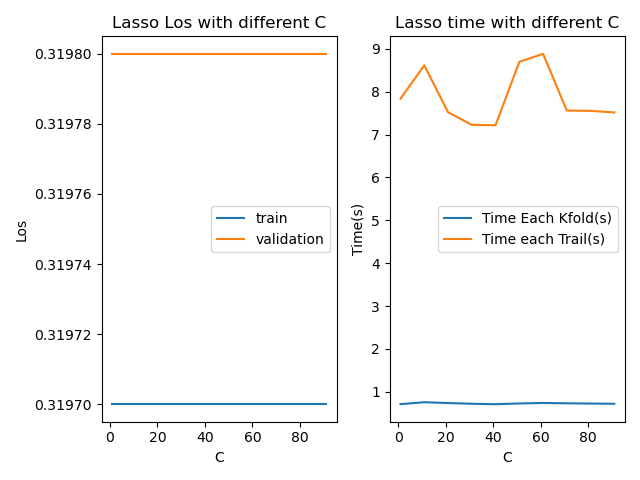 Lasso Los with different C
0.31980
0.31978
0.31976
0.31974
0.31972
0.31970
Los
train
validation
0 20 40 60 80
C
Lasso time with different C
9
8
7
6
5
4
3
2
1
Time(s)
Time Each Kfold(s)
Time each Trail(s)
0 20 40 60 80
C